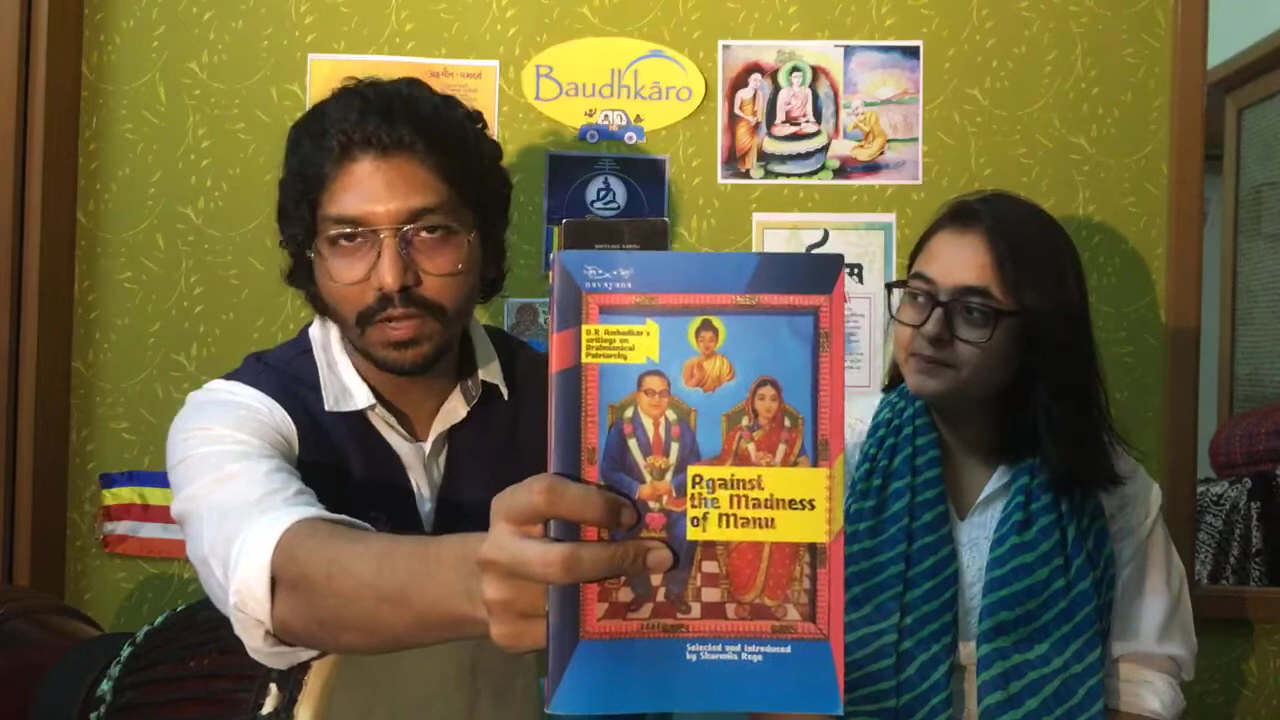 Baudhkāro
navayana
B.R. Ambedkar's
writings on
Brahmanical
Patriarchy
Against
the Madness
of Manu
Selected and Introduced
by Sharmila Rege